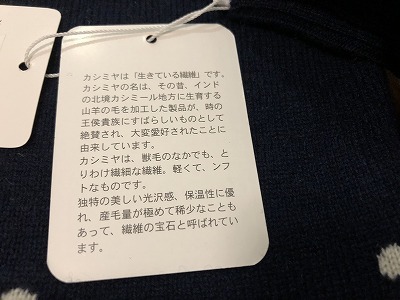 カシミヤは「生きている繊維」です。
カシミヤの名は、その昔、インド
の北境カシミール地方に生育する
山羊の毛を加工した製品が、時の
王侯貴族にすばらしいものとして
絶賛され、大変愛好されたことに
由来しています。
カシミヤは、獣毛のなかでも、と
りわけ繊細な繊維。軽くて、ソフ
トなものです。
独特の美しい光沢感、保温性に優
れ、産毛量が極めて稀少なことも
あって、繊維の宝石と呼ばれてい
ます。